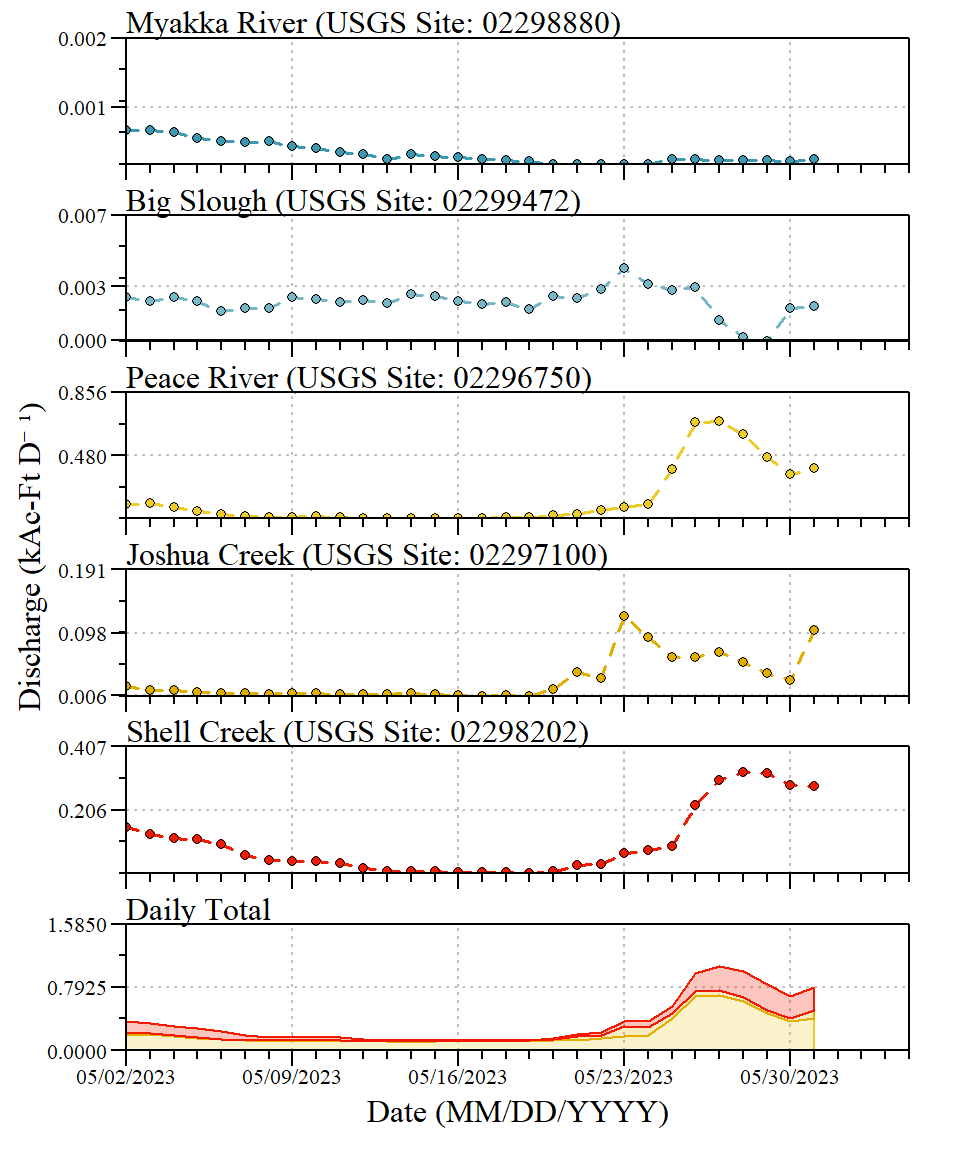 Myakka River (USGS Site: 02298880)
0.002
0.001
Big Slough (USGS Site: 02299472)
0.007
0.003
0.000
Peace River (USGS Site: 02296750)
0.856
0.480
Joshua Creek (USGS Site: 02297100)
0.191
0.098
0.006
Shell Creek (USGS Site: 02298202)
0.407
0.206
Daily Total
1.5850
0.7925
0.0000
05/02/2023 05/09/2023 05/16/2023 05/23/2023 05/30/2023
Date (MM/DD/YYYY)
Discharge (kAc-Ft D⁻¹)